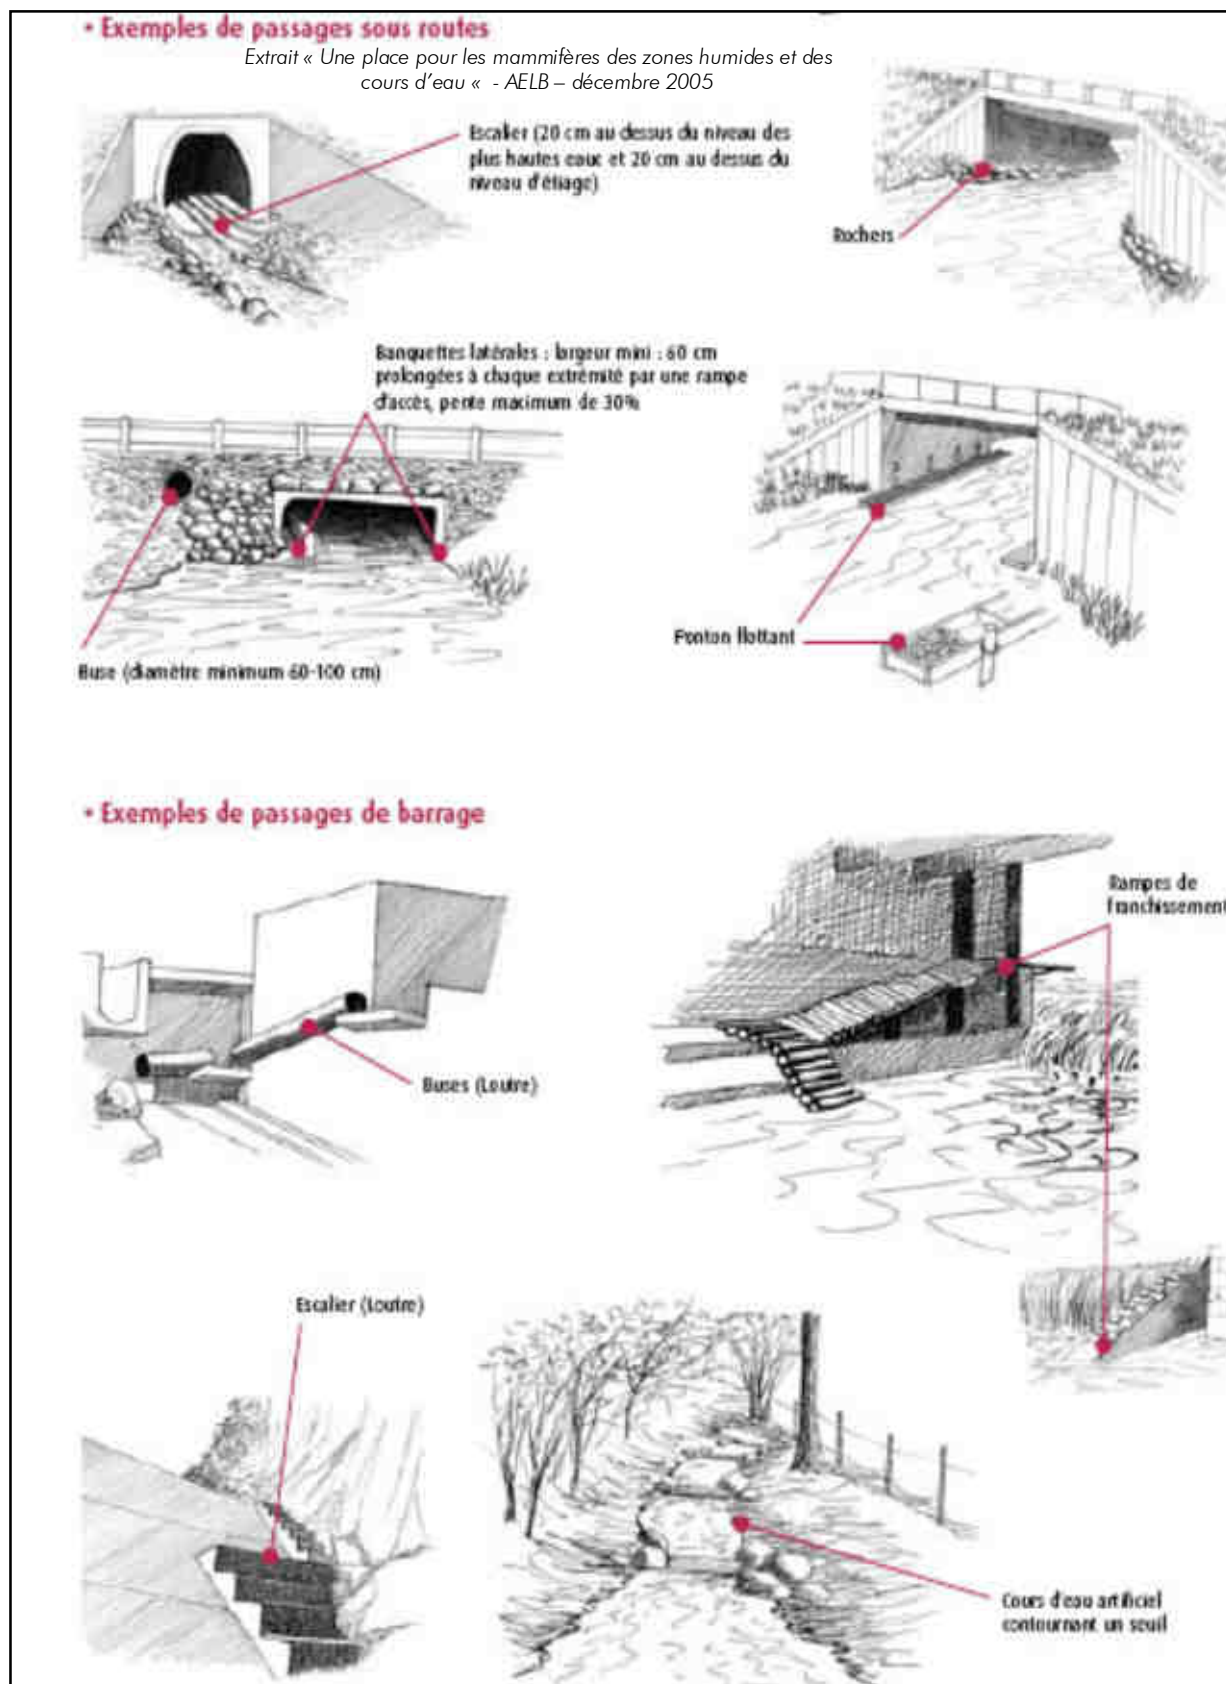 • Exemples de passages sous routes
Extrait « Une place pour les mammifères des zones humides et des
cours d'eau « - AELB – décembre 2005
Escalier (20 cm au dessus du niveau des
plus hautes eaux et 20 cm au dessus du
niveau d'étiage)
Rochers
Banquettes latérales : largeur mini : 60 cm
prolongées à chaque extrémité par une rampe
d'accès, pente maximum de 30%
Buse (diamètre minimum 60-100 cm)
Ponton flottant
• Exemples de passages de barrage
Rampes de
franchissement
Buses (Loutre)
Escalier (Loutre)
Cours d'eau artificiel
contournant un seuil